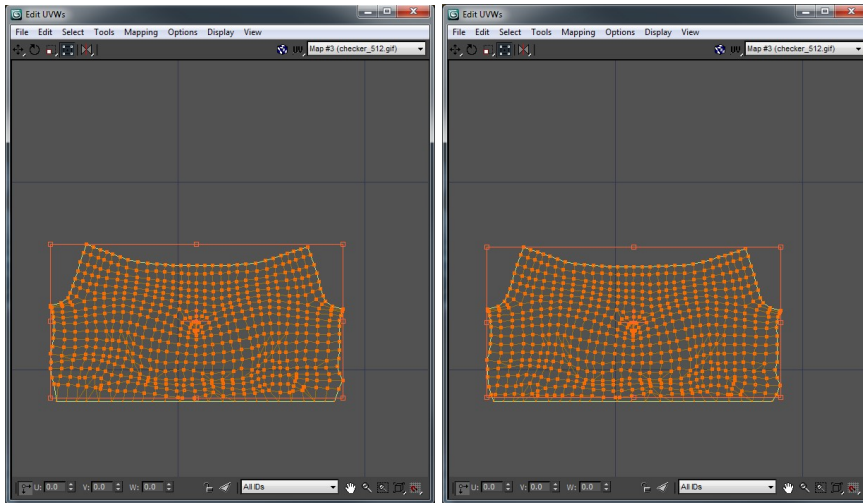 Edit UVWs
File Edit Select Tools Mapping Options Display View
UV Map #3 (checker_512.gif)
U: 0.0 V: 0.0 W: 0.0 All IDs
Edit UVWs
File Edit Select Tools Mapping Options Display View
UV Map #3 (checker_512.gif)
U: 0.0 V: 0.0 W: 0.0 All IDs